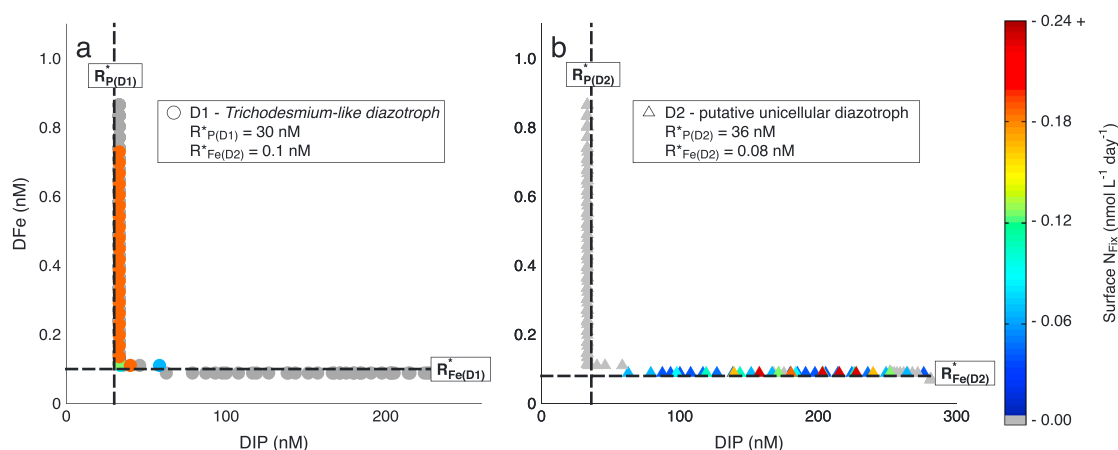 a
R*P(D1)
D1 - Trichodesmium-like diazotroph
R*P(D1) = 30 nM
R*Fe(D2) = 0.1 nM
R*Fe(D1)
DFe (nM)
1.0
0.8
0.6
0.4
0.2
0
0 100 200
DIP (nM)
b
R*P(D2)
D2 - putative unicellular diazotroph
R*P(D2) = 36 nM
R*Fe(D2) = 0.08 nM
R*Fe(D2)
1.0
0.8
0.6
0.4
0.2
0
0 100 200 300
DIP (nM)
0.24 +
0.18
0.12
0.06
0.00
Surface NFix (nmol L-1 day-1)